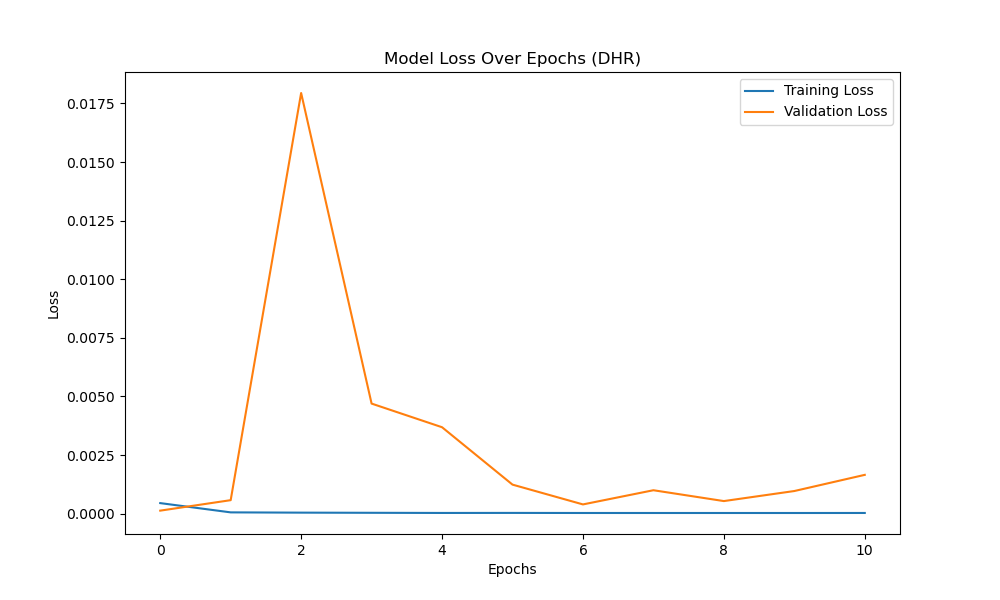 Model Loss Over Epochs (DHR)
Training Loss
Validation Loss
0.0175
0.0150
0.0125
0.0100
0.0075
0.0050
0.0025
0.0000
Loss
0 2 4 6 8 10
Epochs